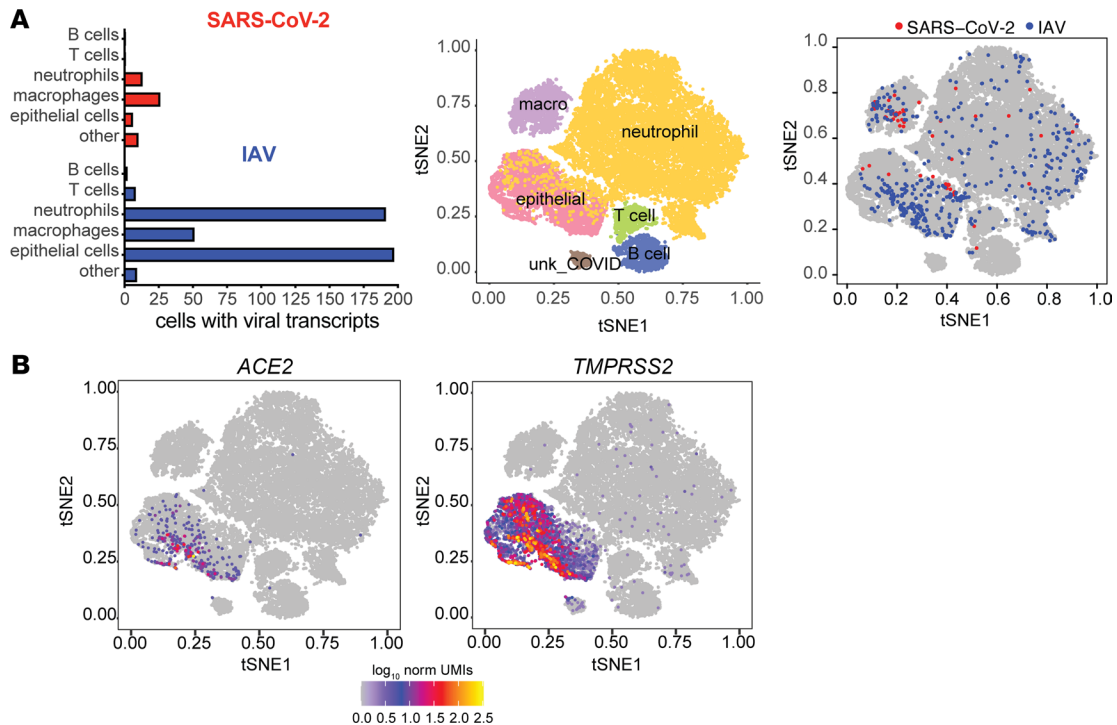 A
SARS-CoV-2
B cells
T cells
neutrophils
macrophages
epithelial cells
other
IAV
B cells
T cells
neutrophils
macrophages
epithelial cells
other
0 25 50 75 100 125 150 175 200
cells with viral transcripts
1.00
0.75
0.50
0.25
0.00
tSNE2
macro
neutrophil
epithelial
T cell
B cell
unk_COVID
0.00 0.25 0.50 0.75 1.00
tSNE1
SARS–CoV-2 IAV
1.0
0.8
0.6
0.4
0.2
0.0
tSNE2
0.0 0.2 0.4 0.6 0.8 1.0
tSNE1
B
ACE2
1.00
0.75
0.50
0.25
0.00
tSNE2
0.00 0.25 0.50 0.75 1.00
tSNE1
TMPRSS2
1.00
0.75
0.50
0.25
0.00
tSNE2
0.00 0.25 0.50 0.75 1.00
tSNE1
log10 norm UMIs
0.0 0.5 1.0 1.5 2.0 2.5